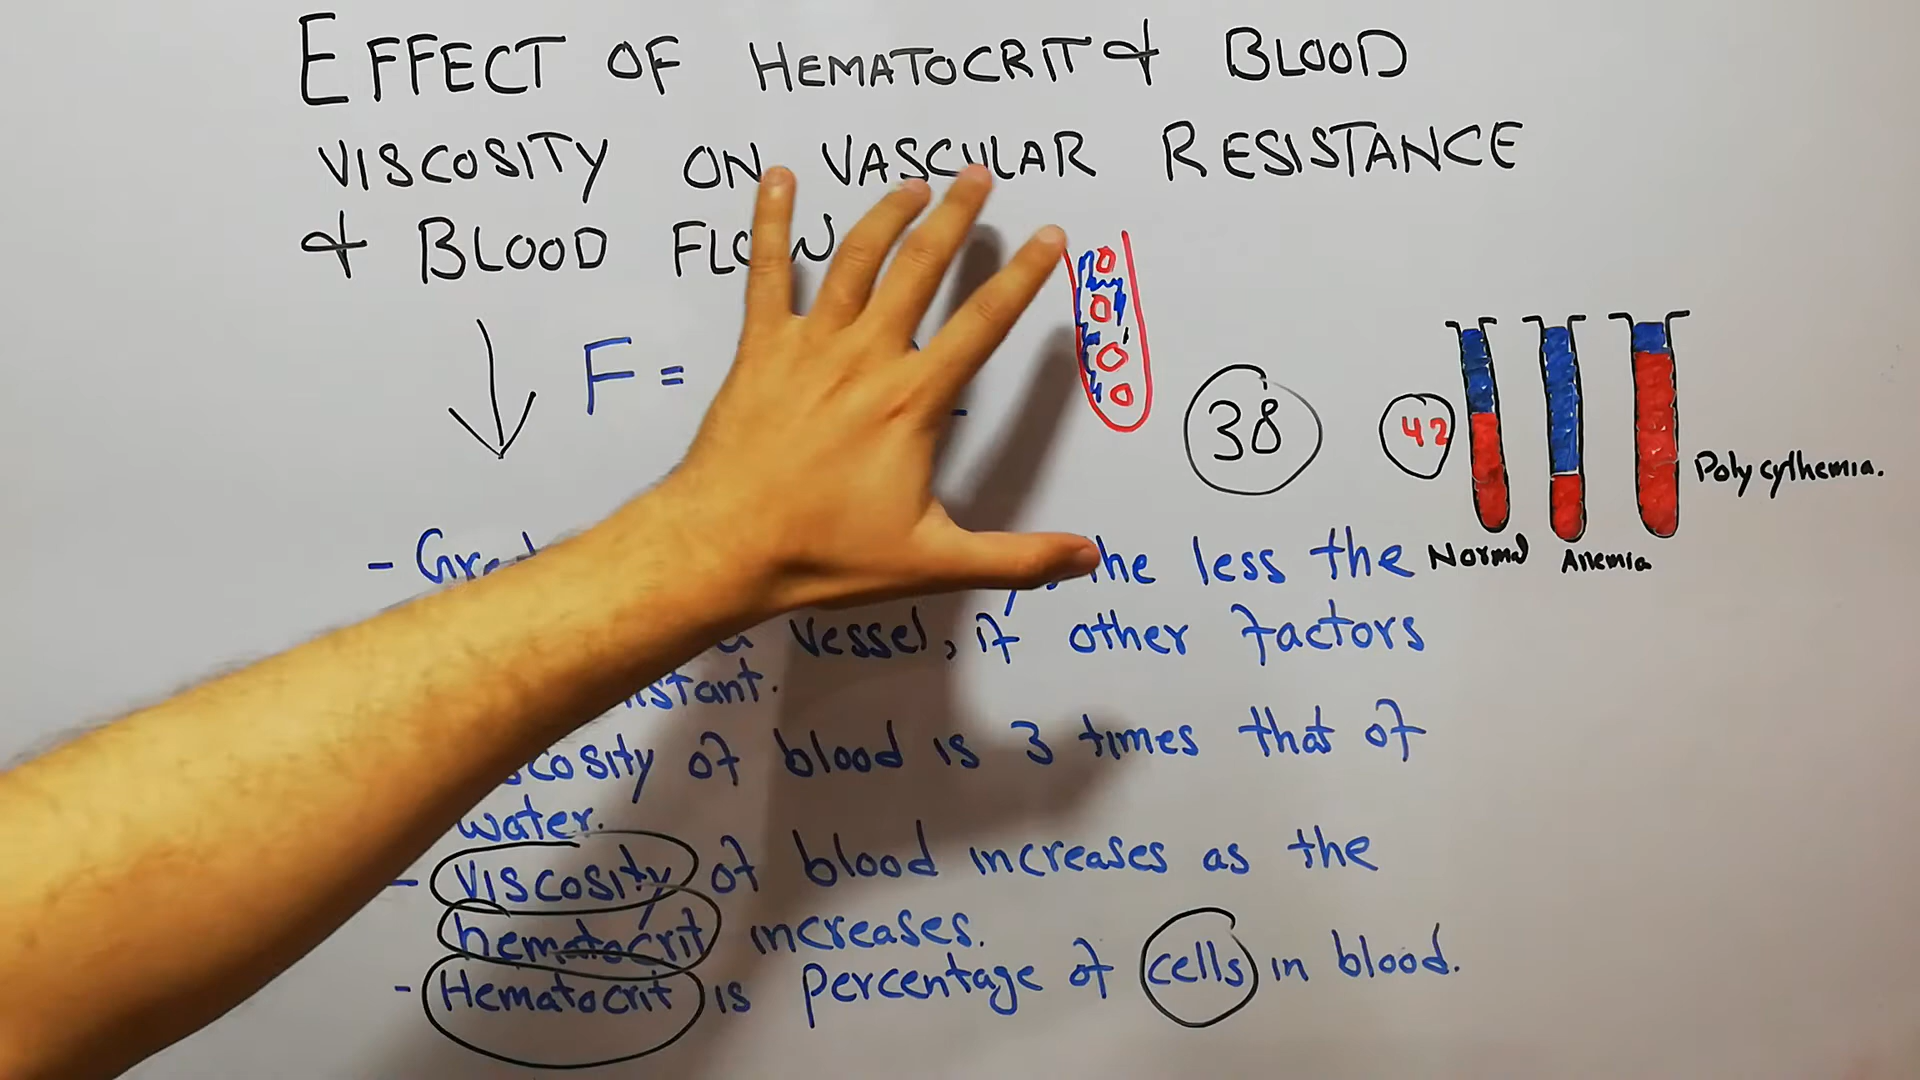 EFFECT OF HEMATOCRIT & BLOOD
VISCOSITY ON VASCULAR RESISTANCE
& BLOOD FLOW
F =
38
42
Polycythemia.
Normal
Anemia
- the less the
vessel, if other factors
of blood is 3 times that of
water.
- Viscosity of blood increases as the
hematocrit increases.
- Hematocrit is percentage of cells in blood.